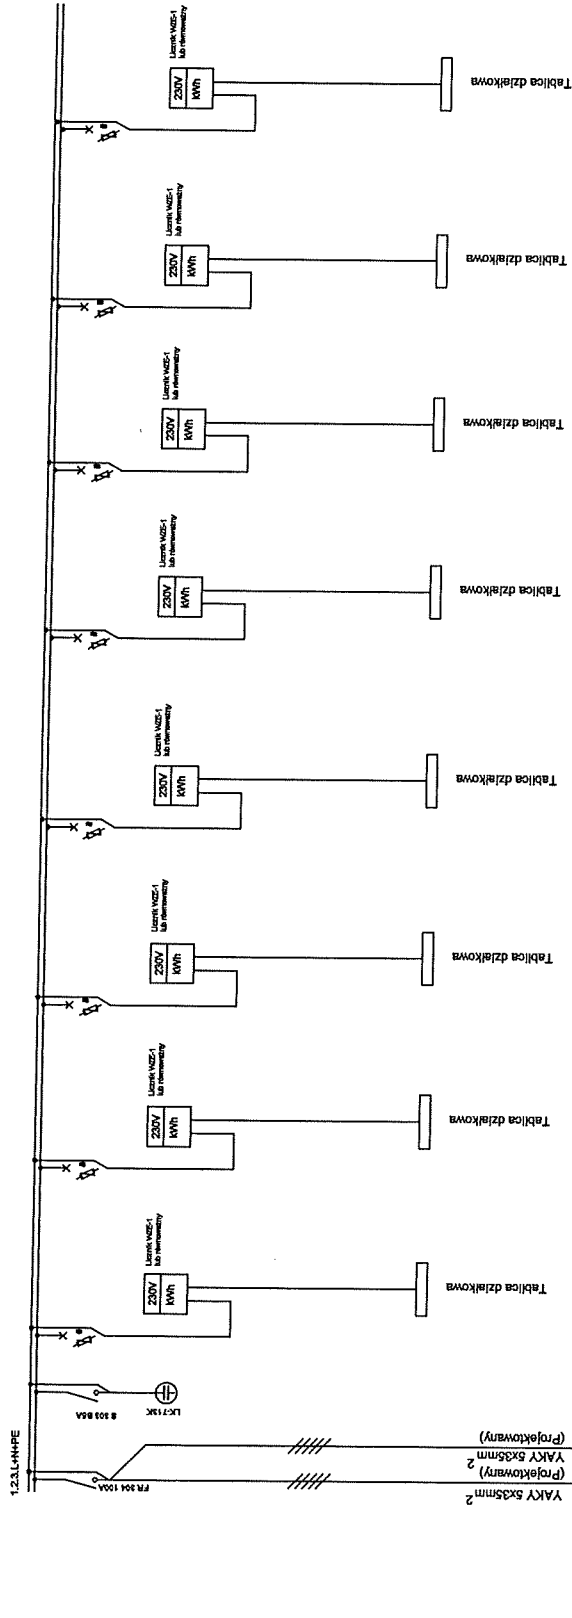 1.2.3.L+N+PE
FR 304 100A
YAKY 5x35mm2
(Projektowany)
YAKY 5x35mm2
(Projektowany)
S 303 B6A
LK-713K
Licznik WZE-1
lub równoważny
230V
kWh
Tablica działkowa
Licznik WZE-1
lub równoważny
230V
kWh
Tablica działkowa
Licznik WZE-1
lub równoważny
230V
kWh
Tablica działkowa
Licznik WZE-1
lub równoważny
230V
kWh
Tablica działkowa
Licznik WZE-1
lub równoważny
230V
kWh
Tablica działkowa
Licznik WZE-1
lub równoważny
230V
kWh
Tablica działkowa
Licznik WZE-1
lub równoważny
230V
kWh
Tablica działkowa
Licznik WZE-1
lub równoważny
230V
kWh
Tablica działkowa